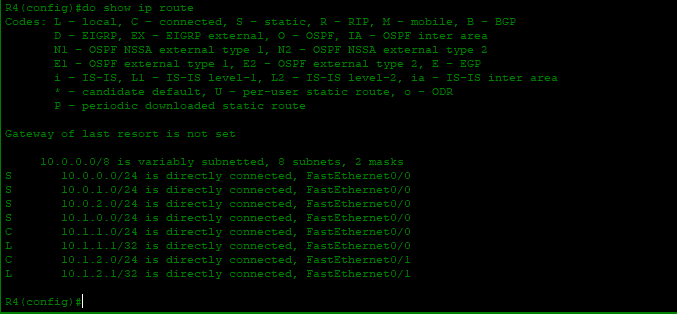 R4(config)#do show ip route
Codes: L - local, C - connected, S - static, R - RIP, M - mobile, B - BGP
       D - EIGRP, EX - EIGRP external, O - OSPF, IA - OSPF inter area
       N1 - OSPF NSSA external type 1, N2 - OSPF NSSA external type 2
       E1 - OSPF external type 1, E2 - OSPF external type 2, E - EGP
       i - IS-IS, L1 - IS-IS level-1, L2 - IS-IS level-2, ia - IS-IS inter area
       * - candidate default, U - per-user static route, o - ODR
       P - periodic downloaded static route
Gateway of last resort is not set
     10.0.0.0/8 is variably subnetted, 8 subnets, 2 masks
S       10.0.0.0/24 is directly connected, FastEthernet0/0
S       10.0.1.0/24 is directly connected, FastEthernet0/0
S       10.0.2.0/24 is directly connected, FastEthernet0/0
S       10.1.0.0/24 is directly connected, FastEthernet0/0
C       10.1.1.0/24 is directly connected, FastEthernet0/0
L       10.1.1.1/32 is directly connected, FastEthernet0/0
C       10.1.2.0/24 is directly connected, FastEthernet0/1
L       10.1.2.1/32 is directly connected, FastEthernet0/1
R4(config)#